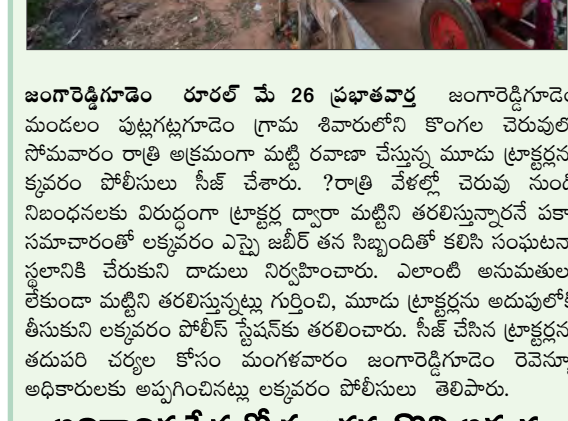 జంగారెడ్డిగూడెం రూరల్ మే 26 ప్రభాతవార్త జంగారెడ్డిగూడెం
మండలం పుట్లగట్లగూడెం గ్రామ శివారులోని కొంగల చెరువులో
సోమవారం రాత్రి అక్రమంగా మట్టి రవాణా చేస్తున్న మూడు ట్రాక్టర్లన
క్కవరం పోలీసులు సీజ్ చేశారు. ?రాత్రి వేళల్లో చెరువు నుండి
నిబంధనలకు విరుద్ధంగా ట్రాక్టర్ల ద్వారా మట్టిని తరలిస్తున్నారనే పకా
సమాచారంతో లక్కవరం ఎస్సై జబీర్ తన సిబ్బందితో కలిసి సంఘటనా
స్థలానికి చేరుకుని దాడులు నిర్వహించారు. ఎలాంటి అనుమతుల
లేకుండా మట్టిని తరలిస్తున్నట్లు గుర్తించి, మూడు ట్రాక్టర్లను అదుపులోక
తీసుకుని లక్కవరం పోలీస్ స్టేషన్‌కు తరలించారు. సీజ్ చేసిన ట్రాక్టర్లన
తదుపరి చర్యల కోసం మంగళవారం జంగారెడ్డిగూడెం రెవెన్యూ
అధికారులకు అప్పగించినట్లు లక్కవరం పోలీసులు తెలిపారు.